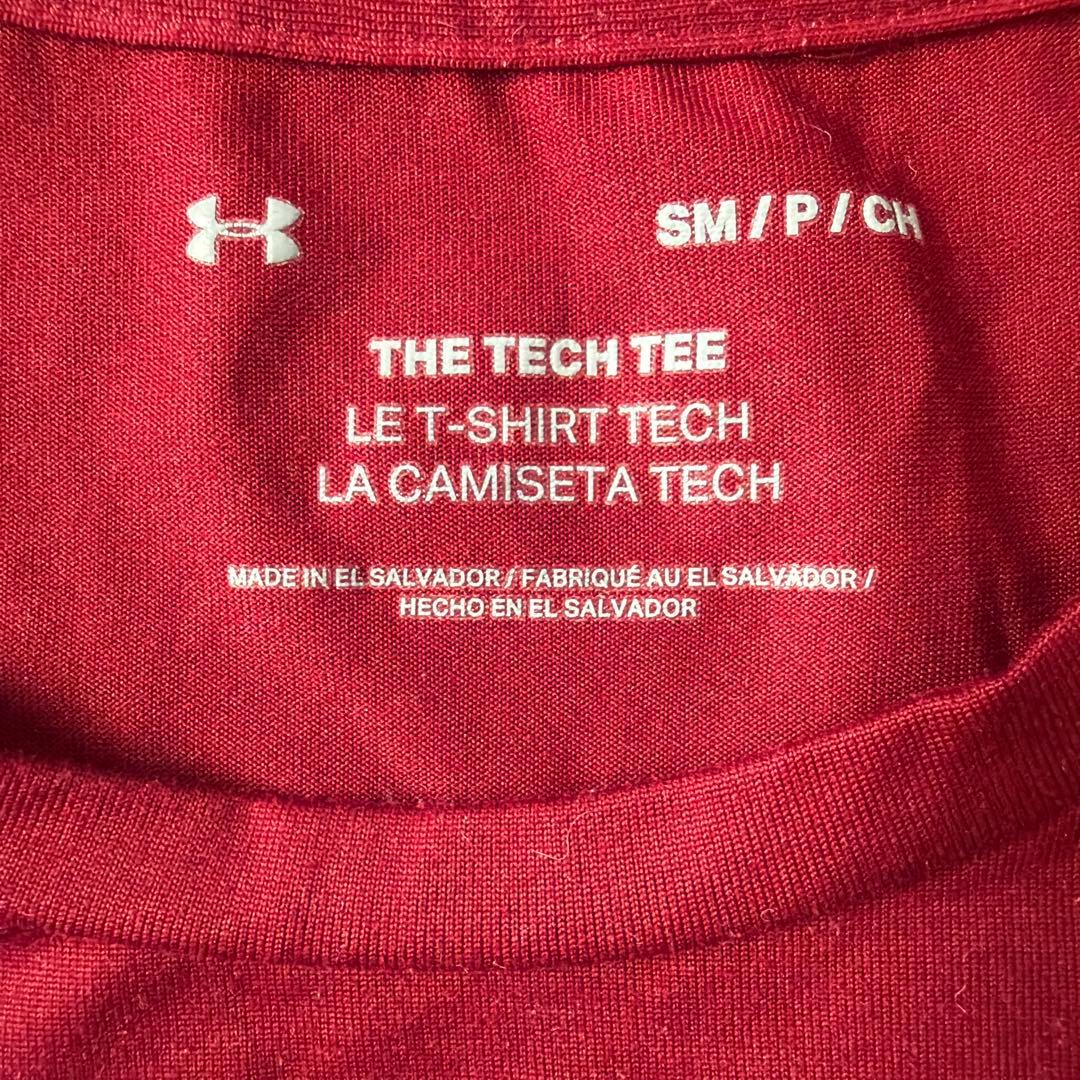 SM / P / CH
THE TECH TEE
LE T-SHIRT TECH
LA CAMISETA TECH
MADE IN EL SALVADOR / FABRIQUÉ AU EL SALVADOR /
HECHO EN EL SALVADOR